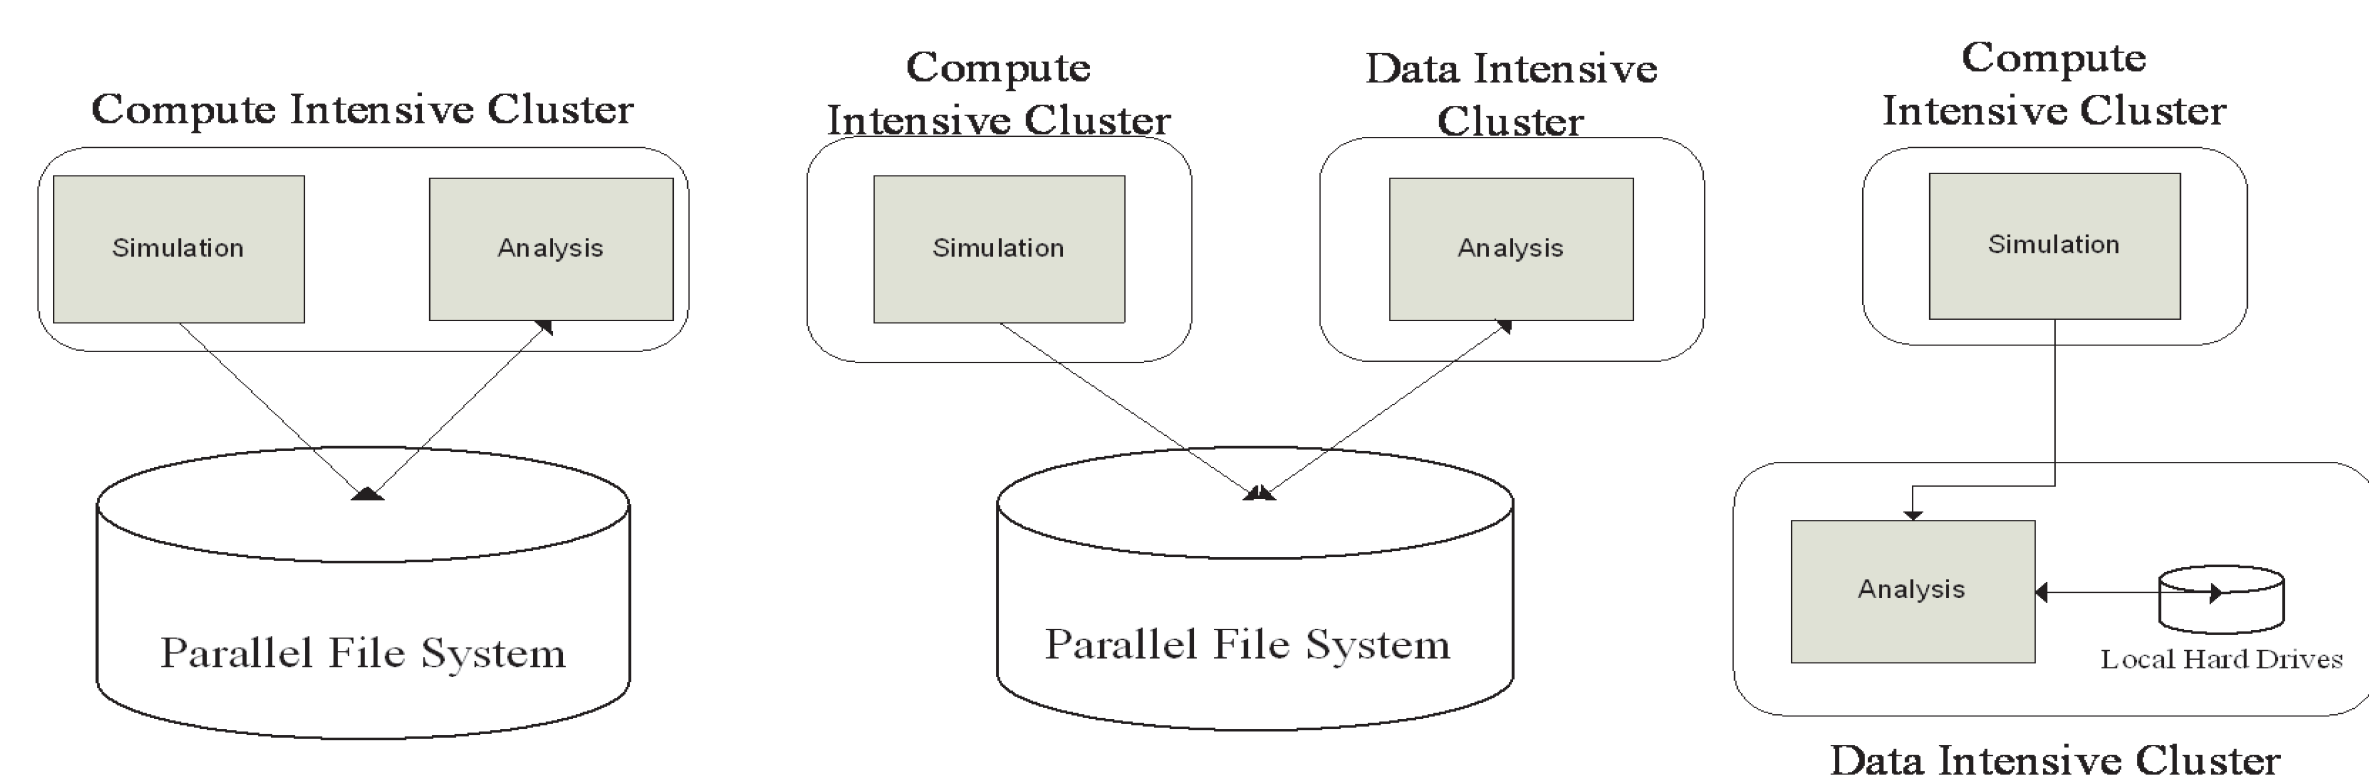 Compute Intensive Cluster
Simulation
Analysis
Parallel File System
Compute
Intensive Cluster
Data Intensive
Cluster
Simulation
Analysis
Parallel File System
Compute
Intensive Cluster
Simulation
Analysis
Local Hard Drives
Data Intensive Cluster